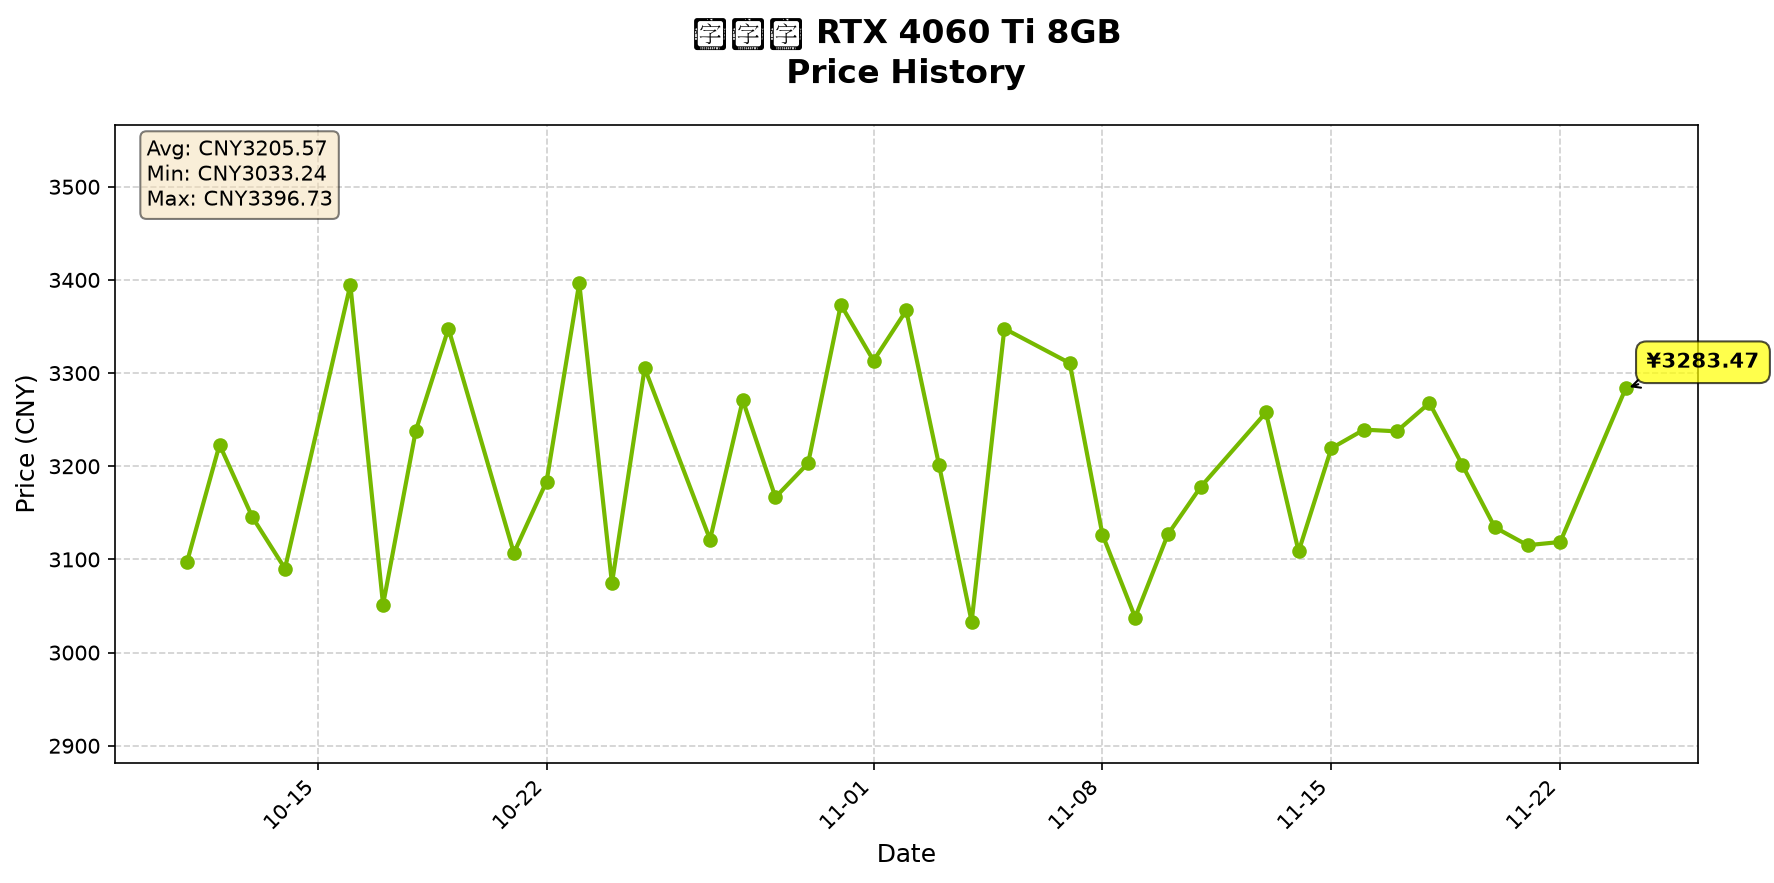 RTX 4060 Ti 8GB
Price History
Avg: CNY3205.57
Min: CNY3033.24
Max: CNY3396.73
¥3283.47
Price (CNY)
3500
3400
3300
3200
3100
3000
2900
10-15
10-22
11-01
11-08
11-15
11-22
Date